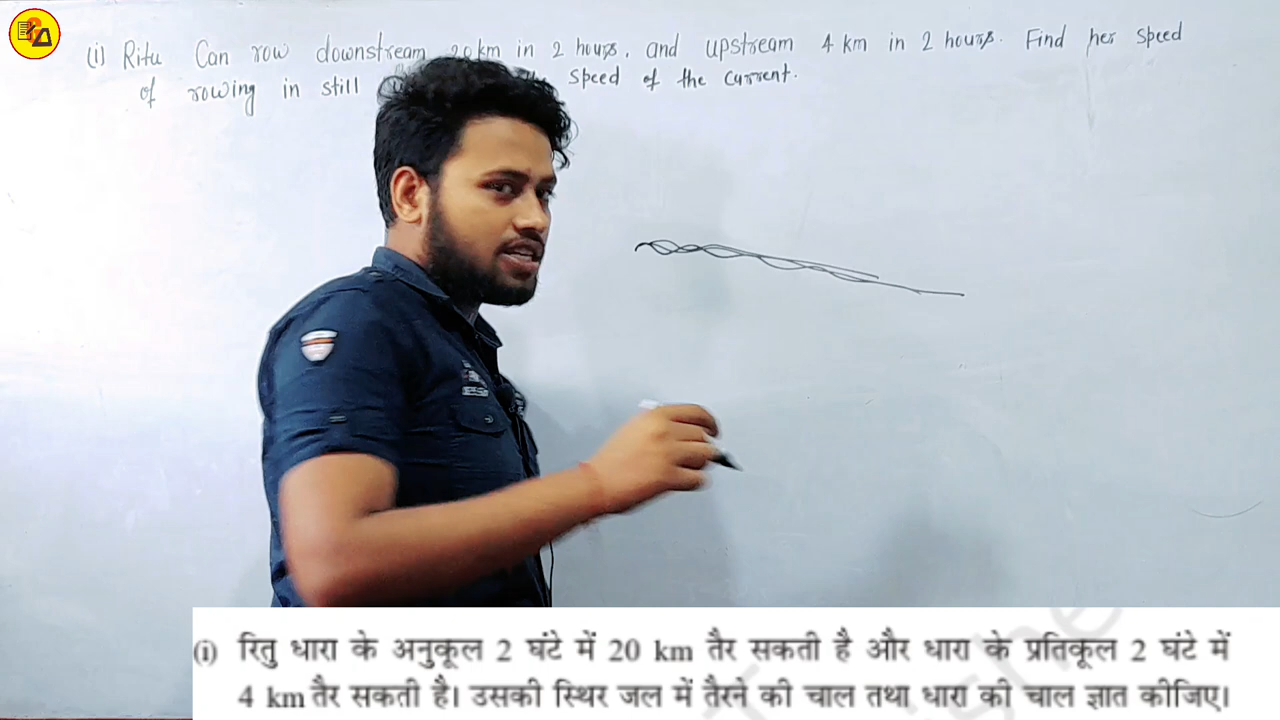 (i) Ritu Can row downstream 20 km in 2 hours, and upstream 4 km in 2 hours. Find her speed
of rowing in still speed of the current.
(i) रितु धारा के अनुकूल 2 घंटे में 20 km तैर सकती है और धारा के प्रतिकूल 2 घंटे में
4 km तैर सकती है। उसकी स्थिर जल में तैरने की चाल तथा धारा की चाल ज्ञात कीजिए।